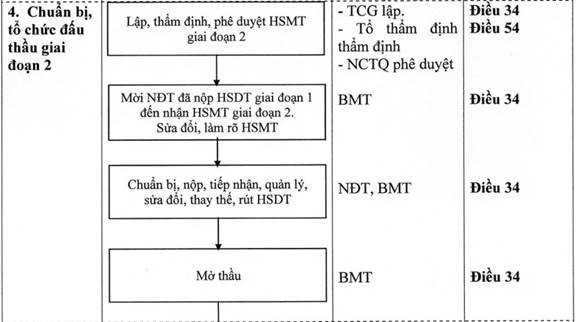 4. Chuẩn bị,
tổ chức đấu
thầu giai
đoạn 2
Lập, thẩm định, phê duyệt HSMT
giai đoạn 2
- TCG lập.
- Tổ thẩm định
thẩm định
- NCTQ phê duyệt
Điều 34
Điều 54
Mời NĐT đã nộp HSDT giai đoạn 1
đến nhận HSMT giai đoạn 2.
Sửa đổi, làm rõ HSMT
BMT
Điều 34
Chuẩn bị, nộp, tiếp nhận, quản lý,
sửa đổi, thay thế, rút HSDT
NĐT, BMT
Điều 34
Mở thầu
BMT
Điều 34